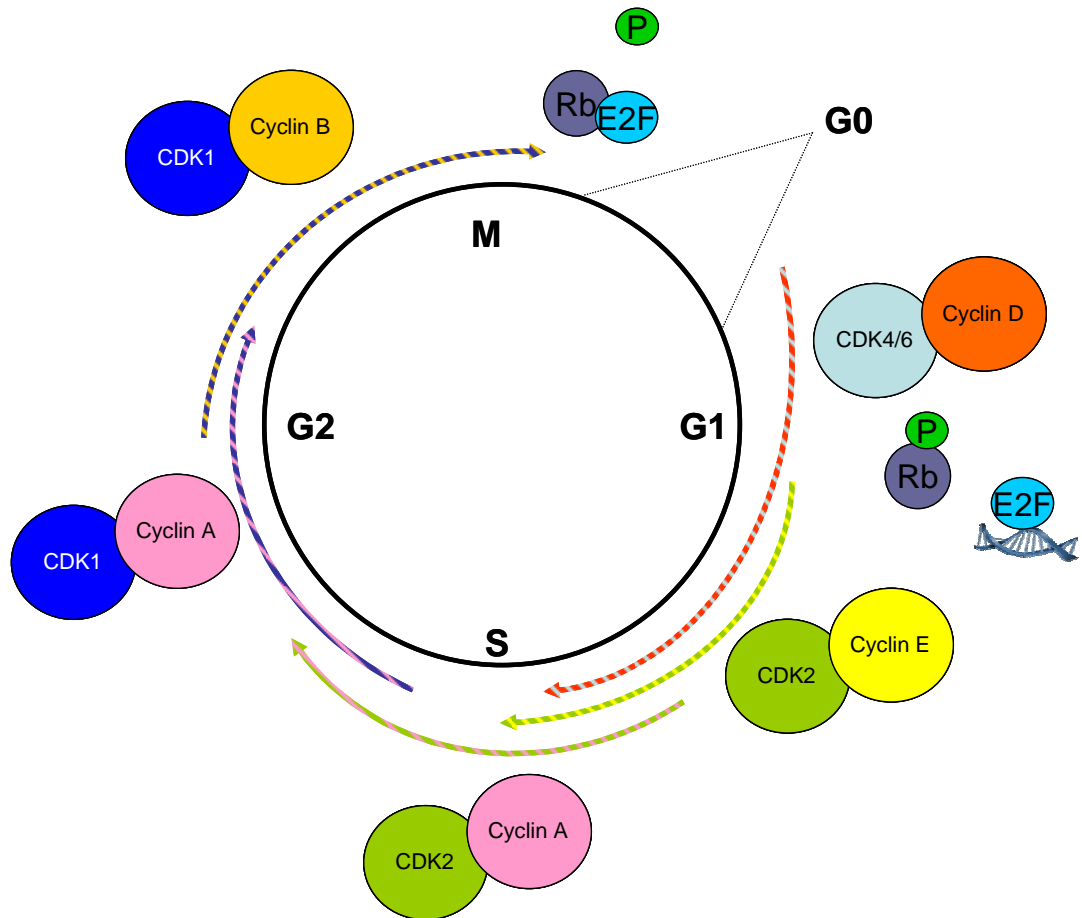 P
Rb
E2F
G0
Cyclin B
CDK1
M
Cyclin D
CDK4/6
G2
G1
P
Rb
E2F
Cyclin A
CDK1
S
Cyclin E
CDK2
Cyclin A
CDK2